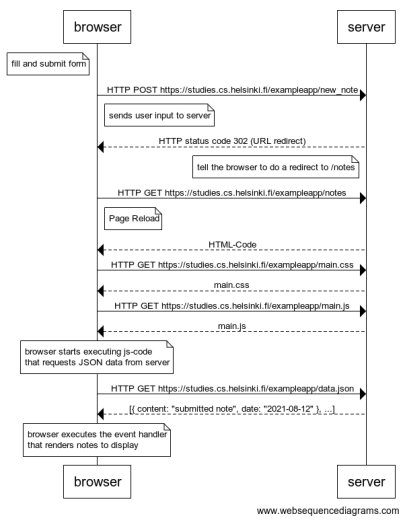 browser
server
fill and submit form
HTTP POST https://studies.cs.helsinki.fi/exampleapp/new_note
sends user input to server
HTTP status code 302 (URL redirect)
tell the browser to do a redirect to /notes
HTTP GET https://studies.cs.helsinki.fi/exampleapp/notes
Page Reload
HTML-Code
HTTP GET https://studies.cs.helsinki.fi/exampleapp/main.css
main.css
HTTP GET https://studies.cs.helsinki.fi/exampleapp/main.js
main.js
browser starts executing js-code
that requests JSON data from server
HTTP GET https://studies.cs.helsinki.fi/exampleapp/data.json
[{ content: "submitted note", date: "2021-08-12" }, ...]
browser executes the event handler
that renders notes to display
browser
server
www.websequencediagrams.com